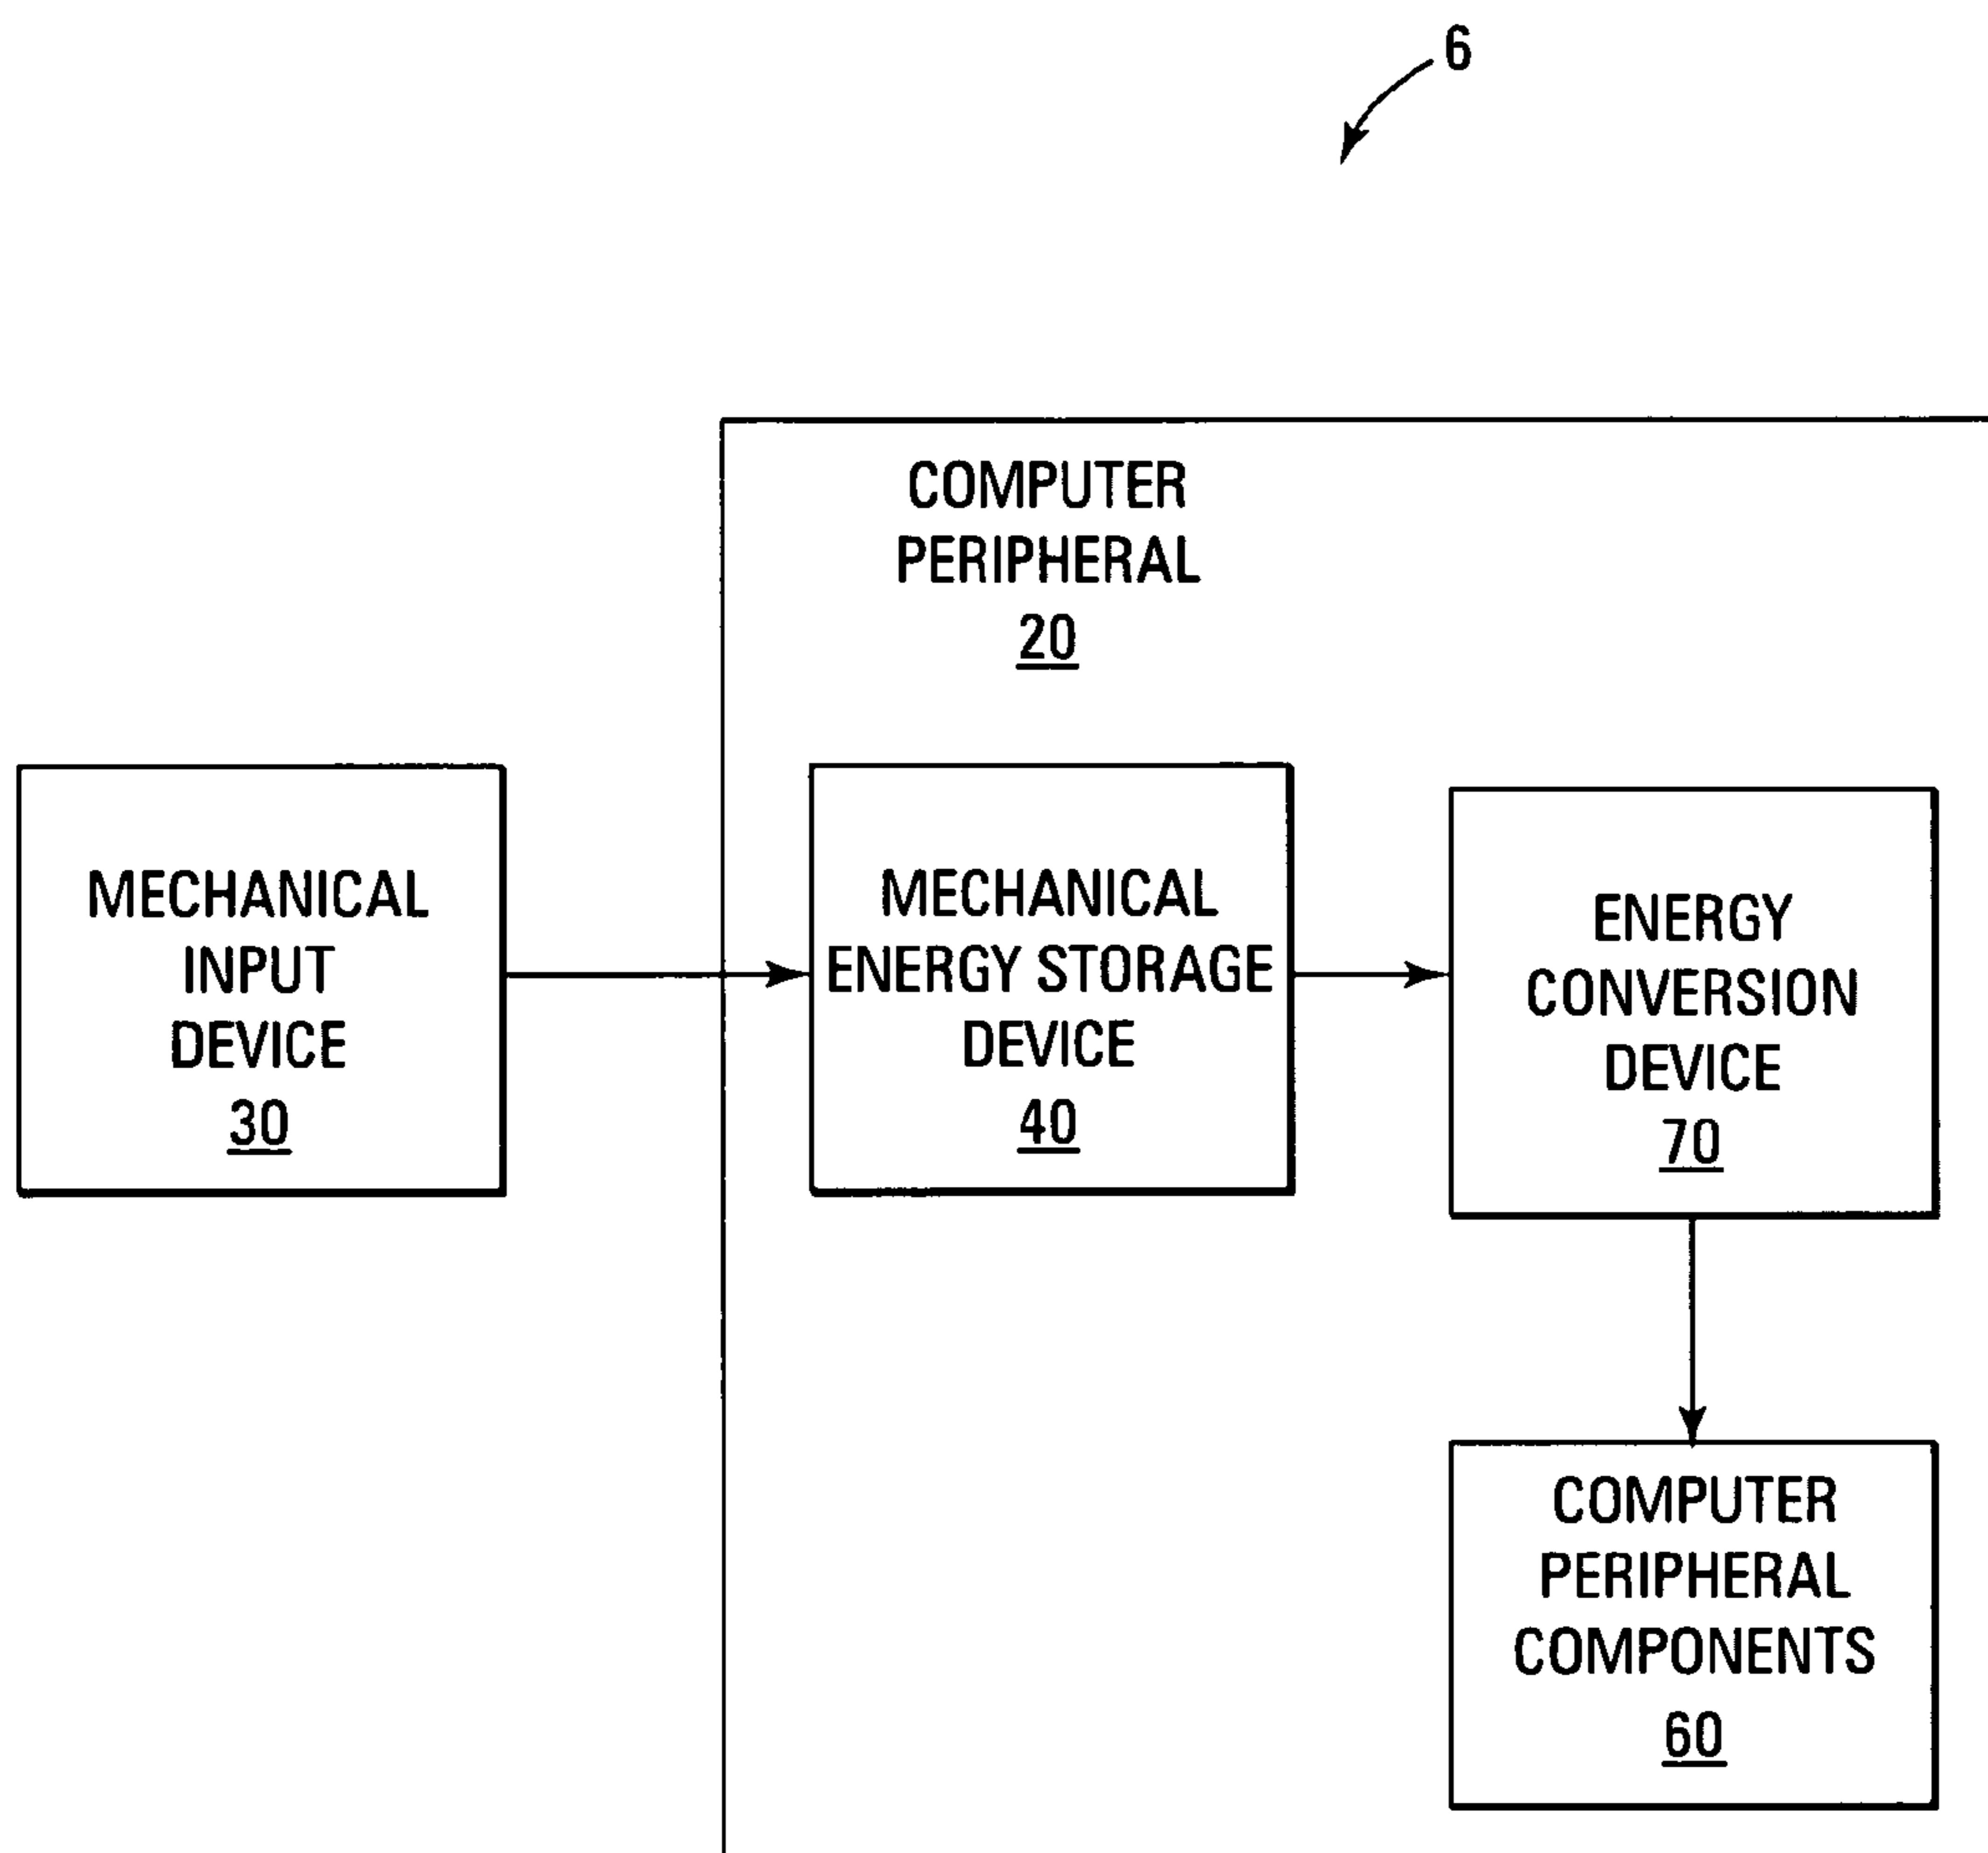 6
COMPUTER
PERIPHERAL
20
MECHANICAL
INPUT
DEVICE
30
MECHANICAL
ENERGY STORAGE
DEVICE
40
ENERGY
CONVERSION
DEVICE
70
COMPUTER
PERIPHERAL
COMPONENTS
60